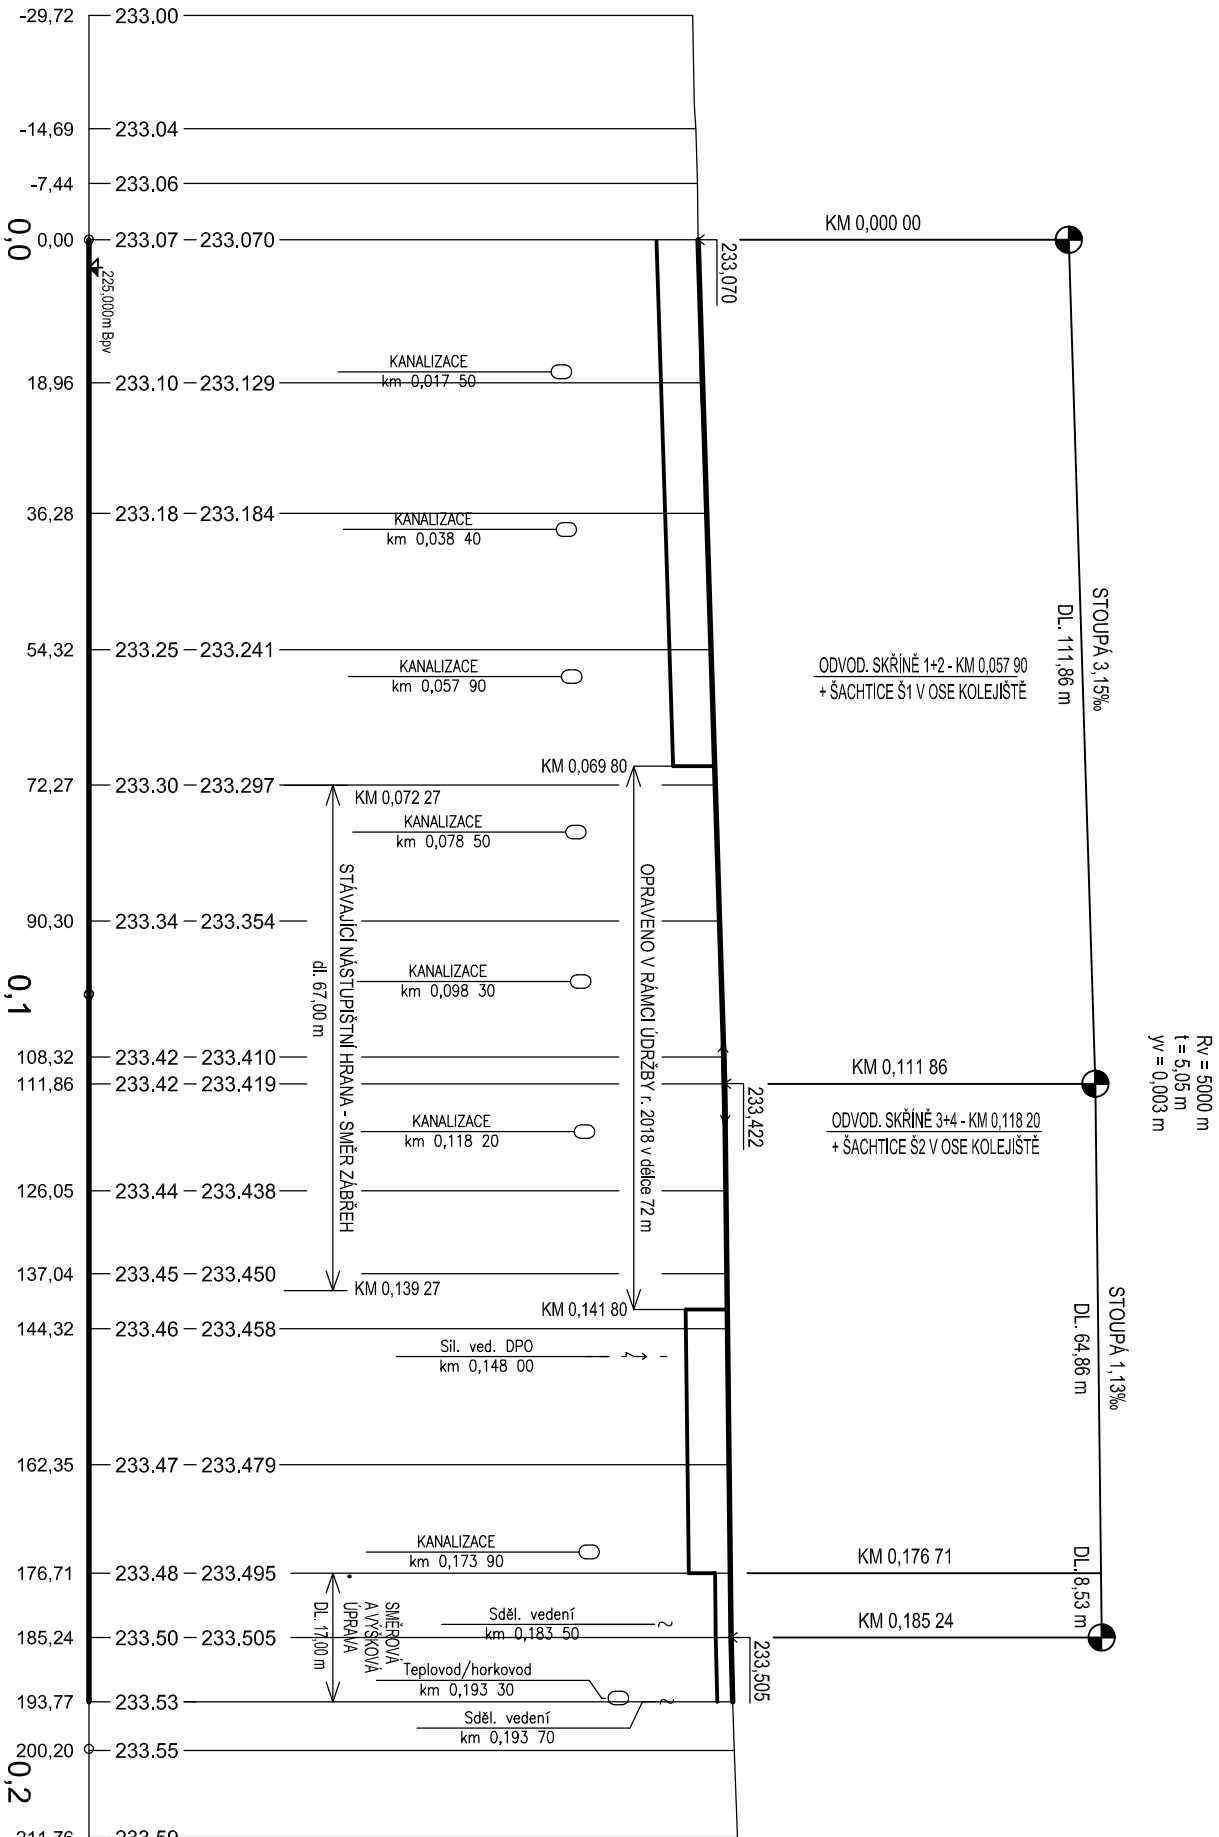 -29,72 233.00
-14,69 233.04
-7,44 233.06
KM 0,000 00
0,0
0,00 233.07 233.070
233,070
225,000m Bpv
KANALIZACE
km 0,017 50
18,96 233.10 233.129
36,28 233.18 233.184
KANALIZACE
km 0,038 40
STOUPÁ 3,15‰
DL. 111,86 m
54,32 233.25 233.241
KANALIZACE
km 0,057 90
ODVOD. SKŘÍNĚ 1+2 - KM 0,057 90
+ ŠACHTICE Š1 V OSE KOLEJIŠTĚ
KM 0,069 80
72,27 233.30 233.297
KM 0,072 27
KANALIZACE
km 0,078 50
STÁVAJÍCÍ NÁSTUPIŠTNÍ HRANA - SMĚR ZÁBŘEH
dl. 67,00 m
OPRAVENO V RÁMCI ÚDRŽBY r. 2018 v délce 72 m
90,30 233.34 233.354
KANALIZACE
km 0,098 30
0,1
Rv = 5000 m
t = 5,05 m
yv = 0,003 m
108,32 233.42 233.410
KM 0,111 86
111,86 233.42 233.419
233,422
KANALIZACE
km 0,118 20
ODVOD. SKŘÍNĚ 3+4 - KM 0,118 20
+ ŠACHTICE Š2 V OSE KOLEJIŠTĚ
126,05 233.44 233.438
137,04 233.45 233.450
KM 0,139 27
KM 0,141 80
STOUPÁ 1,13‰
DL. 64,86 m
144,32 233.46 233.458
Sil. ved. DPO
km 0,148 00
162,35 233.47 233.479
KANALIZACE
km 0,173 90
KM 0,176 71
DL. 8,53 m
176,71 233.48 233.495
SMĚROVÁ
A VÝŠKOVÁ
ÚPRAVA
DL. 17,00 m
Sděl. vedení
km 0,183 50
KM 0,185 24
185,24 233.50 233.505
233,505
Teplovod/horkovod
km 0,193 30
193,77 233.53
Sděl. vedení
km 0,193 70
200,20 233.55
0,2
211,76 233.59